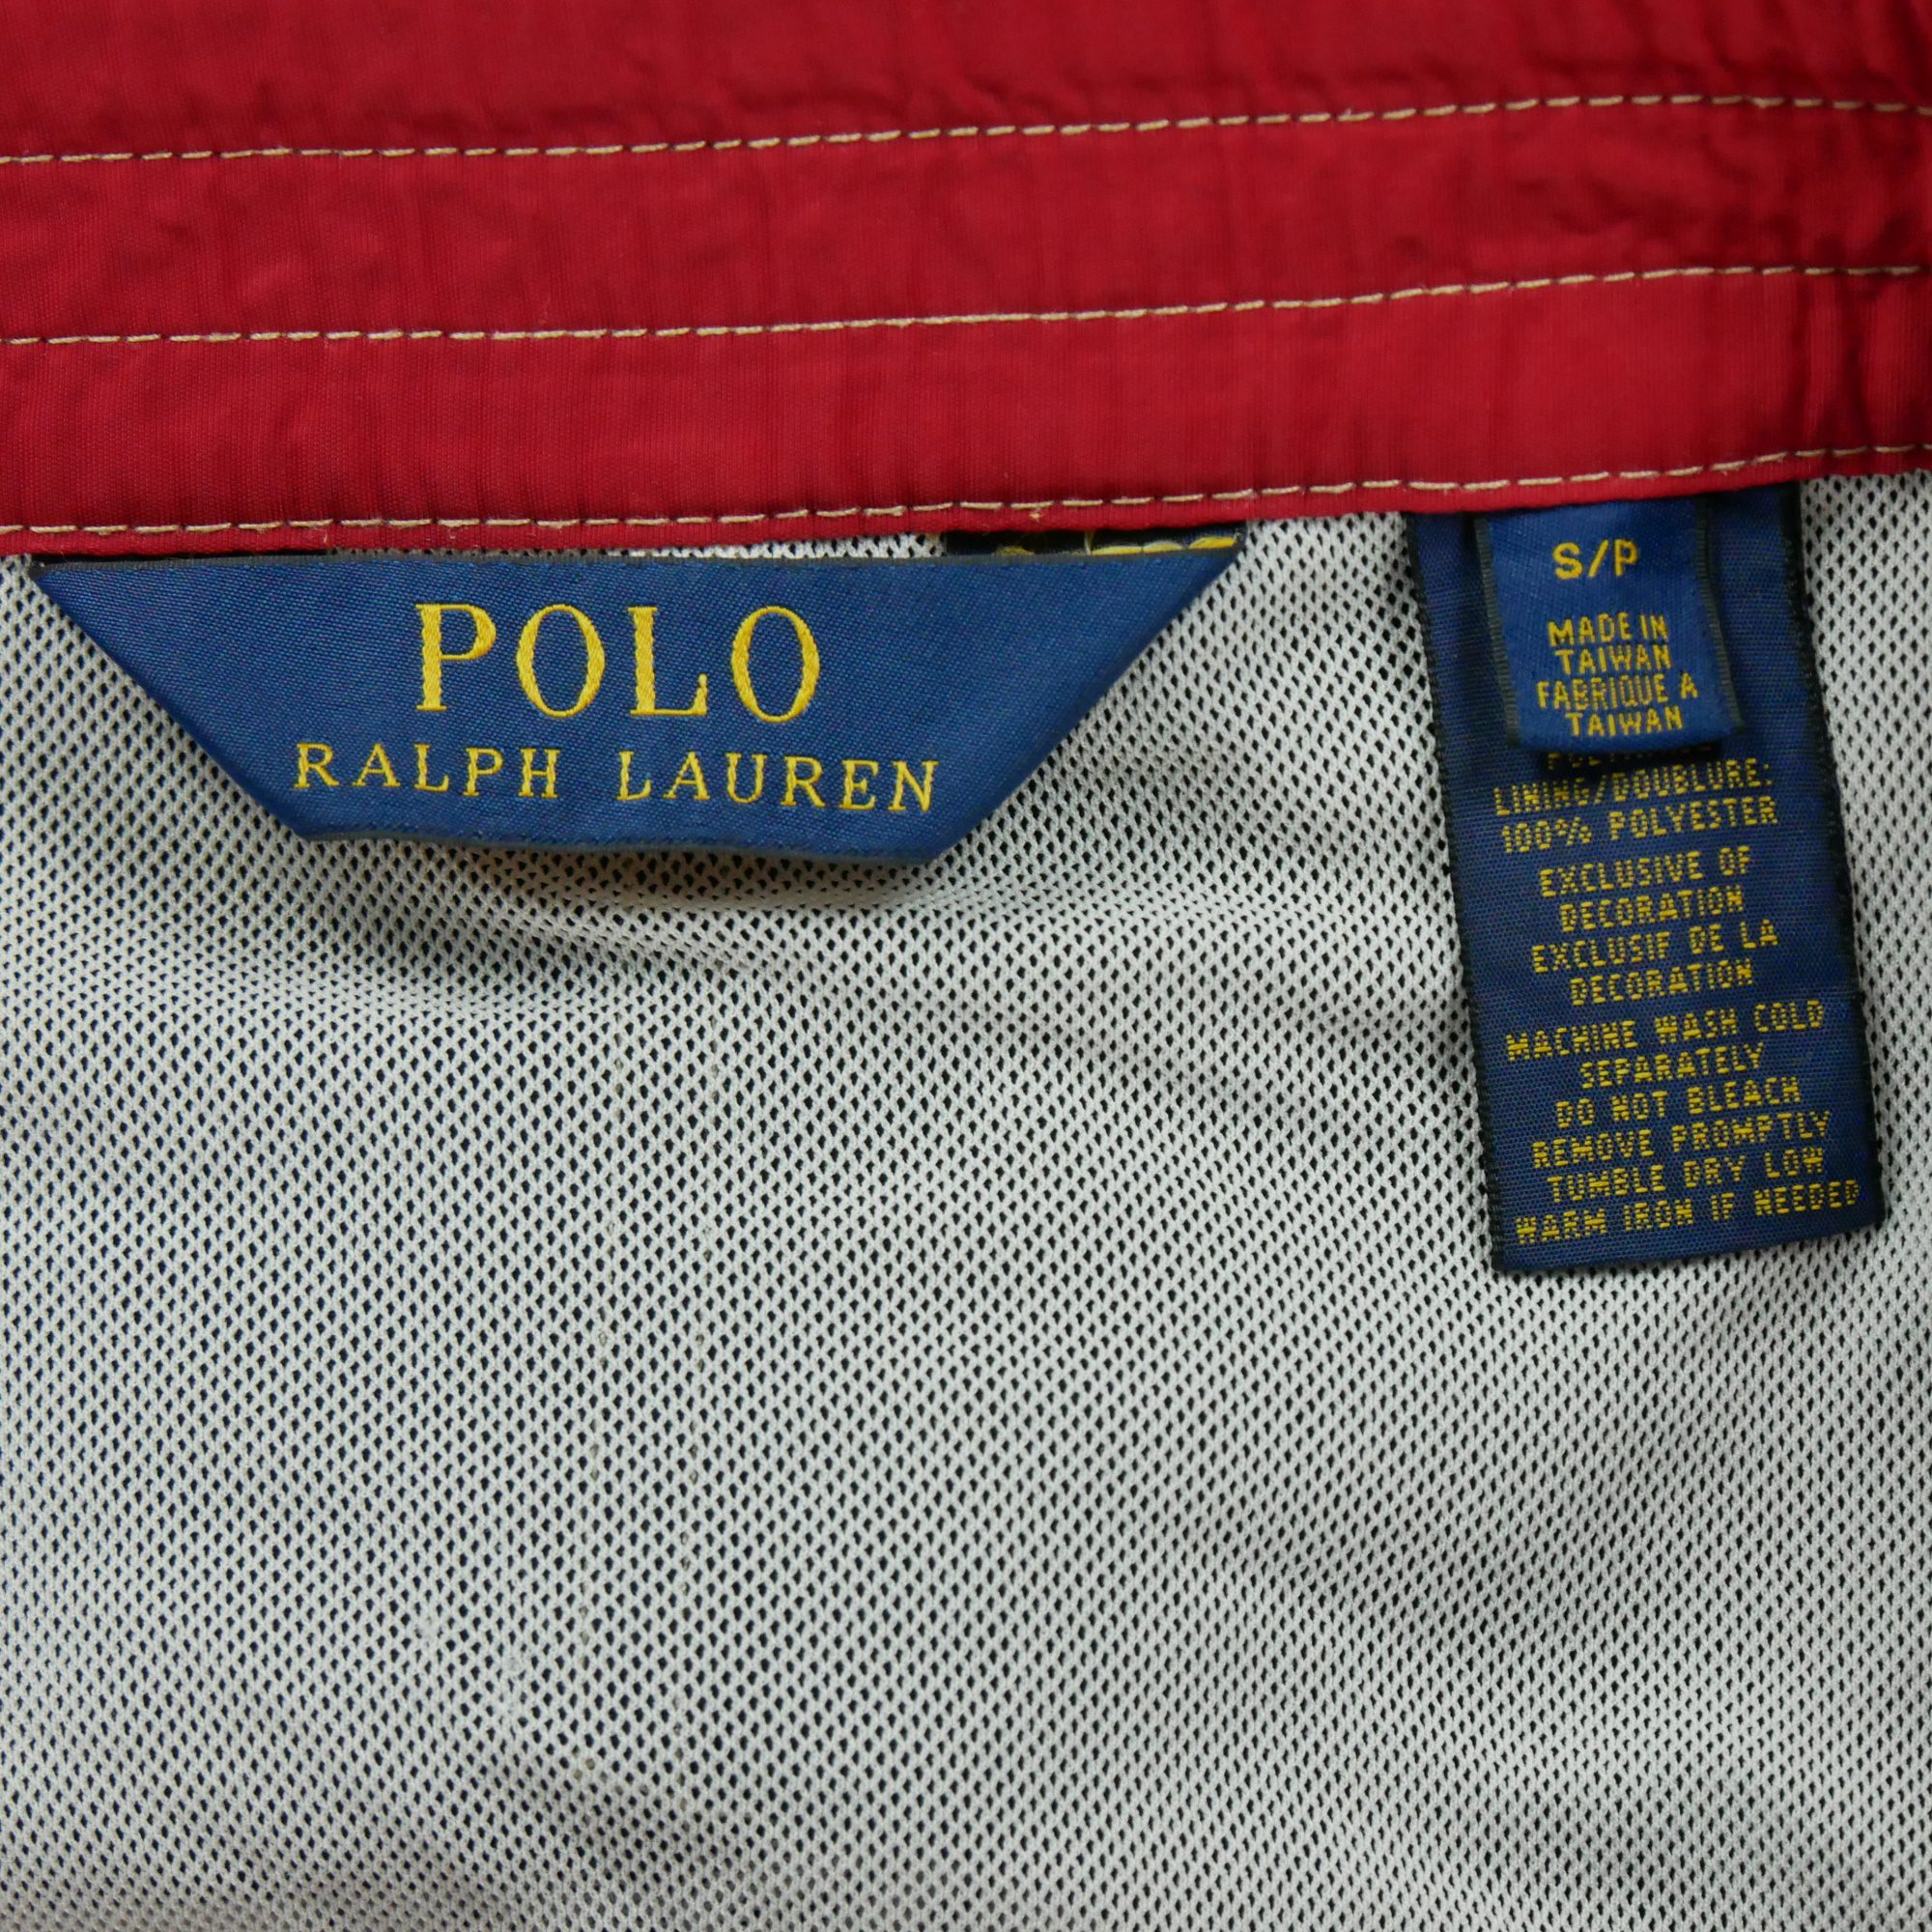 POLO
RALPH LAUREN
S/P
MADE IN
TAIWAN
FABRIQUE A
TAIWAN
LINING/DOUBLURE:
100% POLYESTER
EXCLUSIVE OF
DECORATION
EXCLUSIF DE LA
DECORATION
MACHINE WASH COLD
SEPARATELY
DO NOT BLEACH
REMOVE PROMPTLY
TUMBLE DRY LOW
WARM IRON IF NEEDED